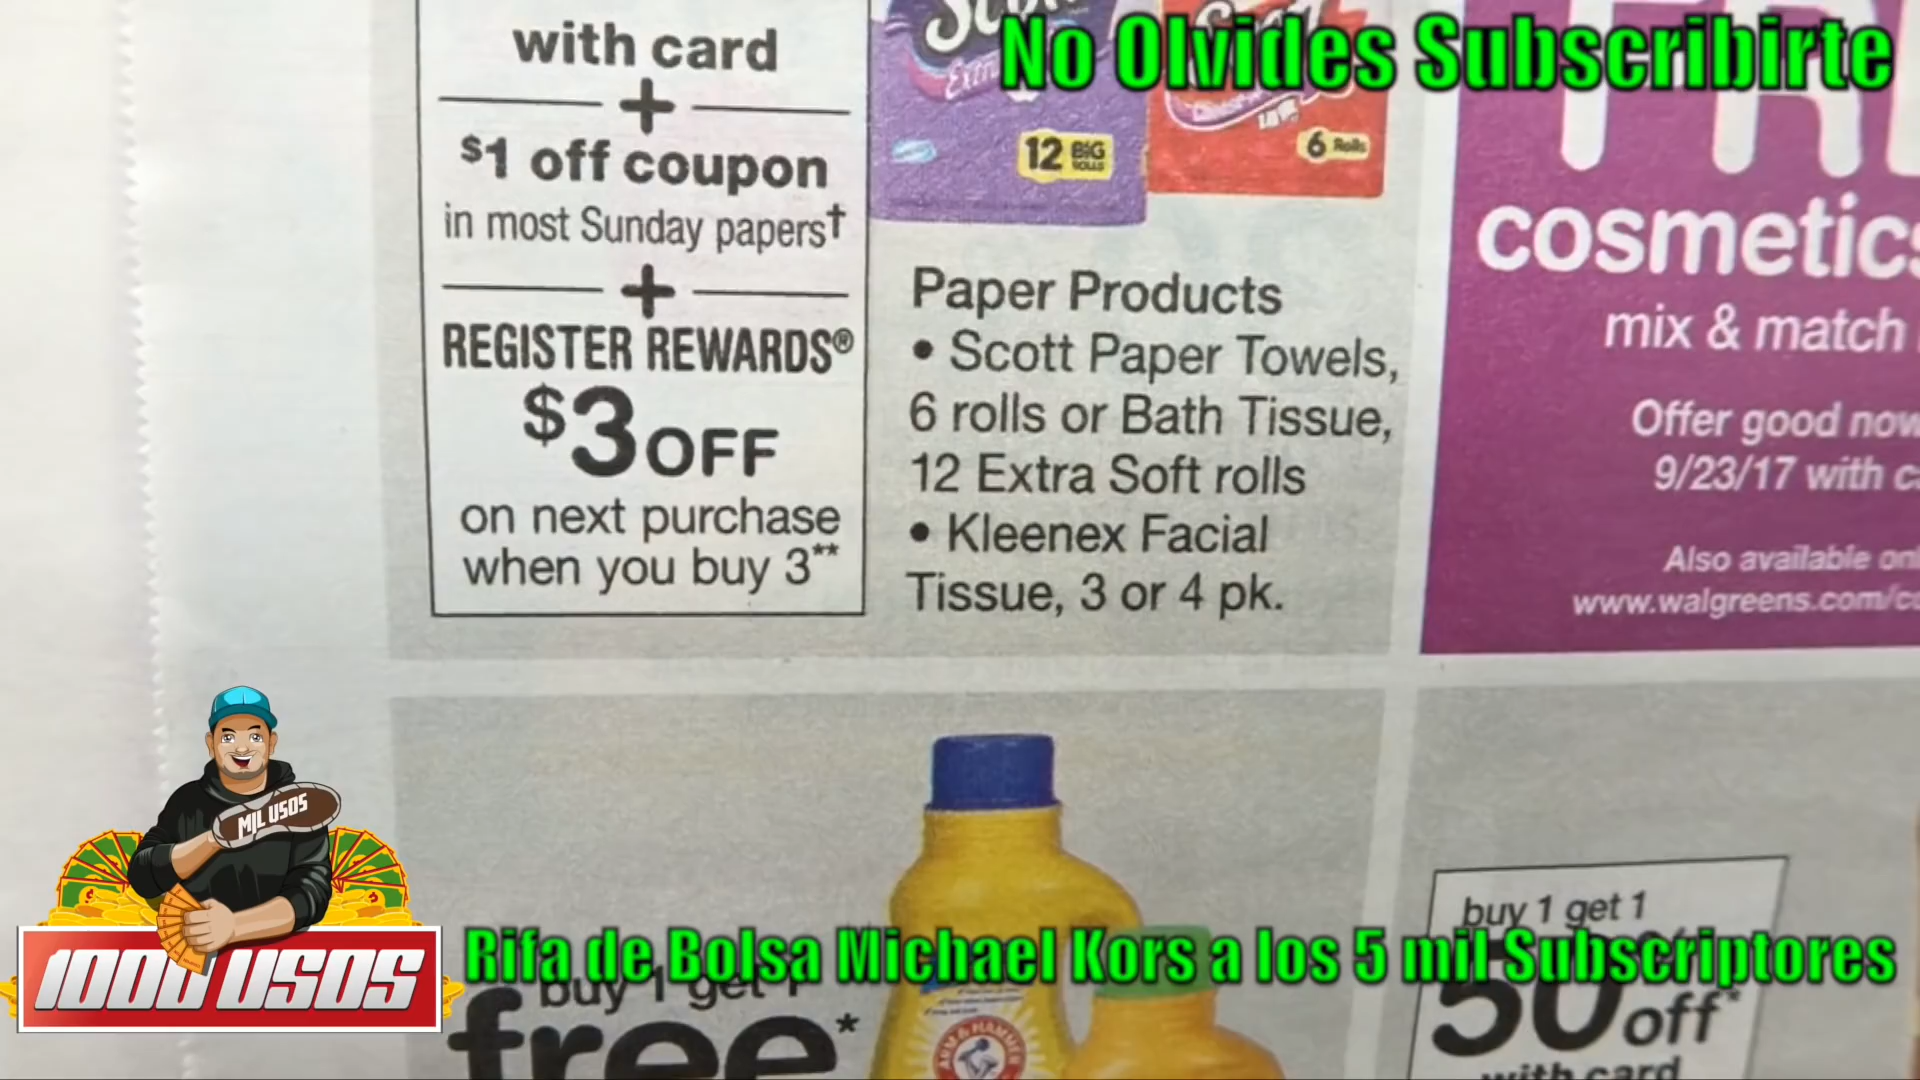 No Olvides Subscribirte
with card
+
$1 off coupon
in most Sunday papers†
+
REGISTER REWARDS®
$3 OFF
on next purchase
when you buy 3**
12 BIG ROLLS
6 Rolls
Paper Products
• Scott Paper Towels,
6 rolls or Bath Tissue,
12 Extra Soft rolls
• Kleenex Facial
Tissue, 3 or 4 pk.
cosmetics
mix & match
Offer good now
9/23/17 with
Also available
www.walgreens.com/
MIL USOS
1000 USOS
Rifa de Bolsa Michael Kors a los 5 mil Subscriptores
buy 1 get 1
free*
ARM & HAMMER
buy 1 get 1
50% off*
with card